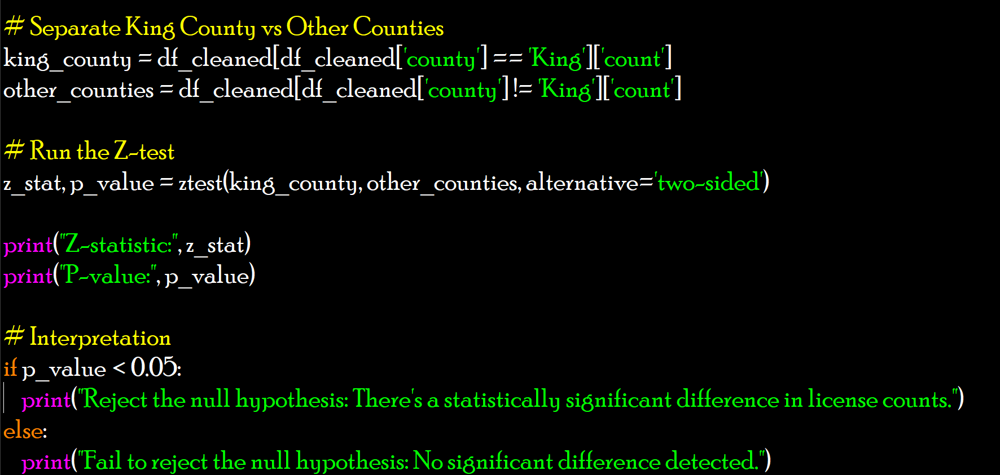 # Separate King County vs Other Counties
king_county = df_cleaned[df_cleaned['county'] == 'King']['count']
other_counties = df_cleaned[df_cleaned['county'] != 'King']['count']
# Run the Z-test
z_stat, p_value = ztest(king_county, other_counties, alternative='two-sided')
print("Z-statistic:", z_stat)
print("P-value:", p_value)
# Interpretation
if p_value < 0.05:
    print("Reject the null hypothesis: There's a statistically significant difference in license counts.")
else:
    print("Fail to reject the null hypothesis: No significant difference detected.")